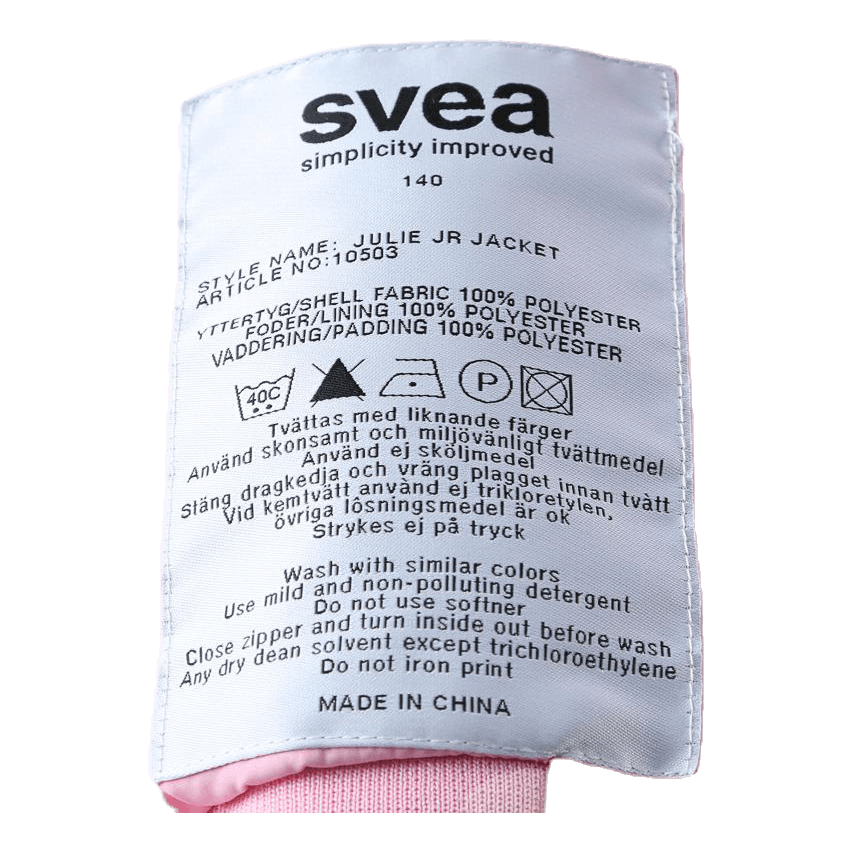 svea
simplicity improved
140
STYLE NAME: JULIE JR JACKET
ARTICLE NO:10503
YTTERTYG/SHELL FABRIC 100% POLYESTER
FODER/LINING 100% POLYESTER
VADDERING/PADDING 100% POLYESTER
40C P
Tvättas med liknande färger
Använd skonsamt och miljövänligt tvättmedel
Använd ej sköljmedel
Stäng dragkedja och vräng plagget innan tvätt
Vid kemtvätt använd ej trikloretylen,
övriga lösningsmedel är ok
Strykes ej på tryck
Wash with similar colors
Use mild and non-polluting detergent
Do not use softner
Close zipper and turn inside out before wash
Any dry dean solvent except trichloroethylene
Do not iron print
MADE IN CHINA